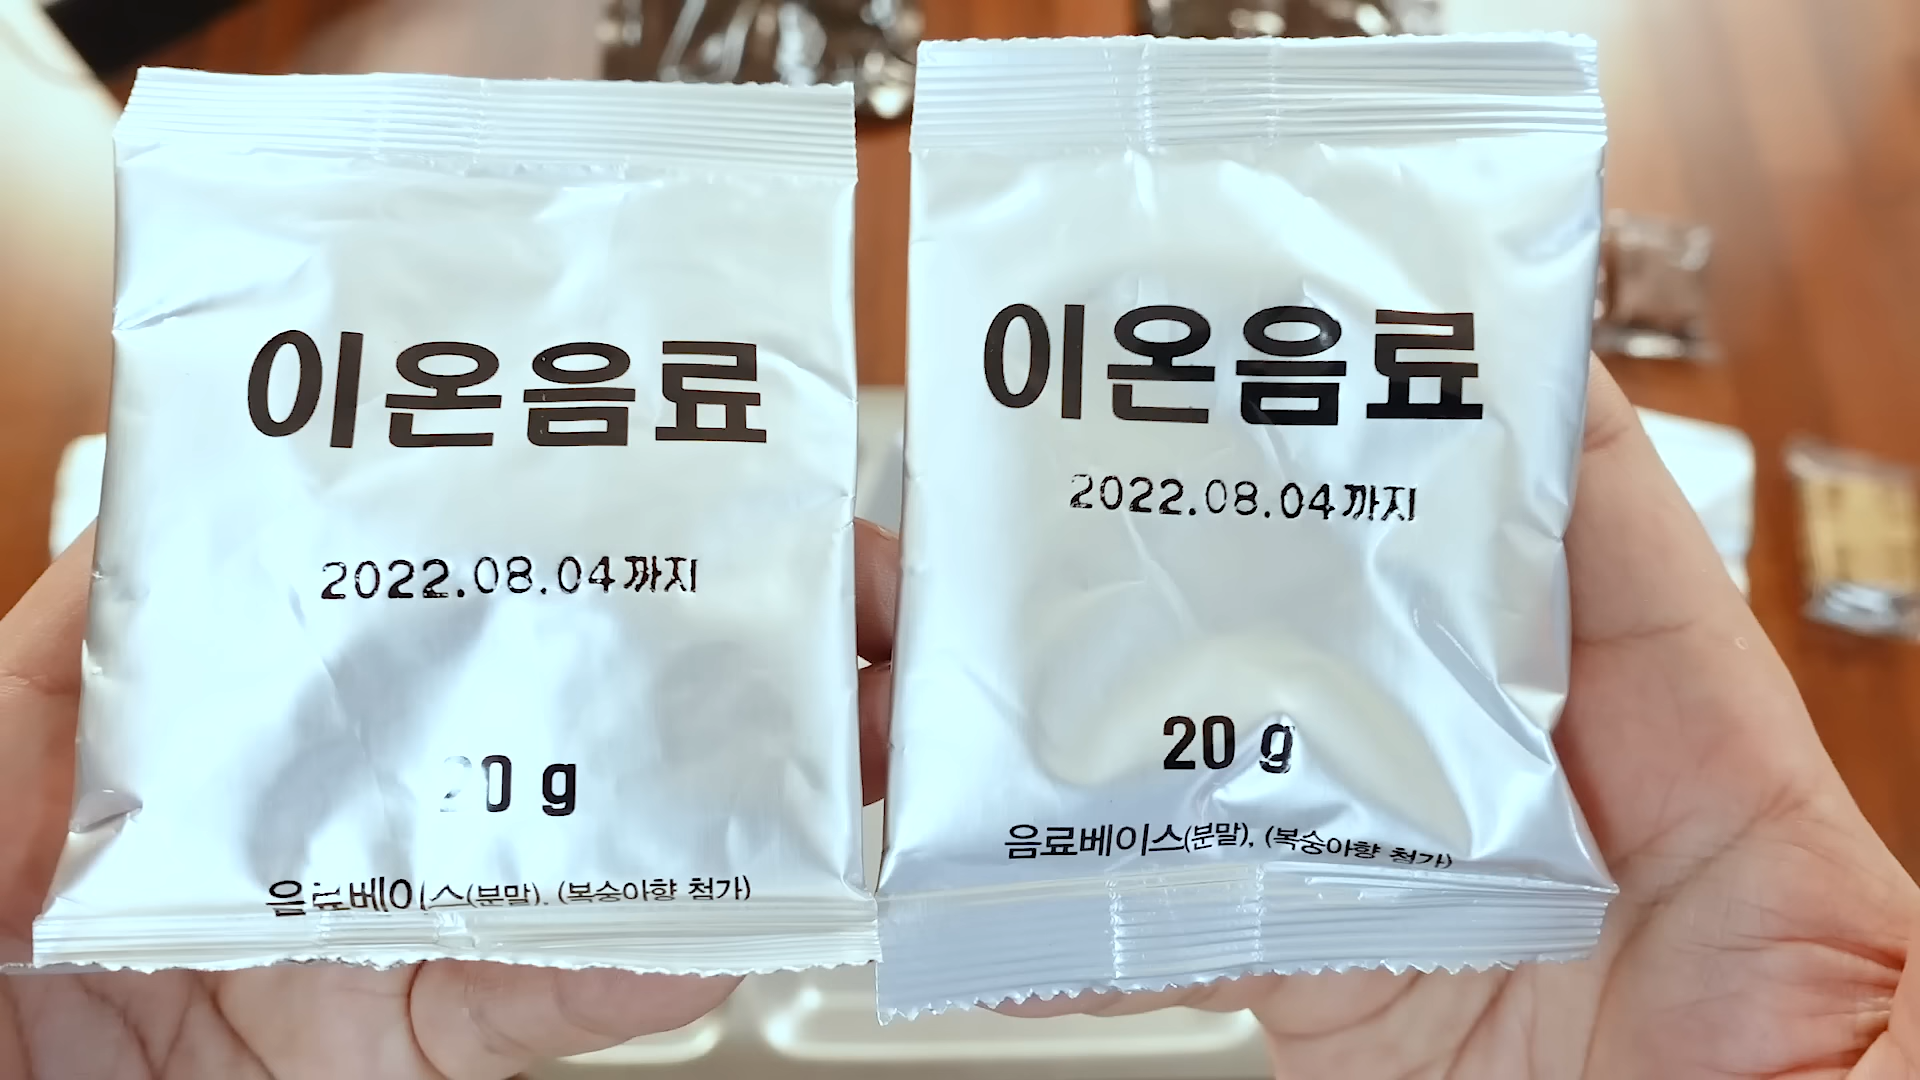 이온음료
2022.08.04까지
20 g
음료베이스(분말), (복숭아향 첨가)
이온음료
2022.08.04까지
20 g
음료베이스(분말), (복숭아향 첨가)